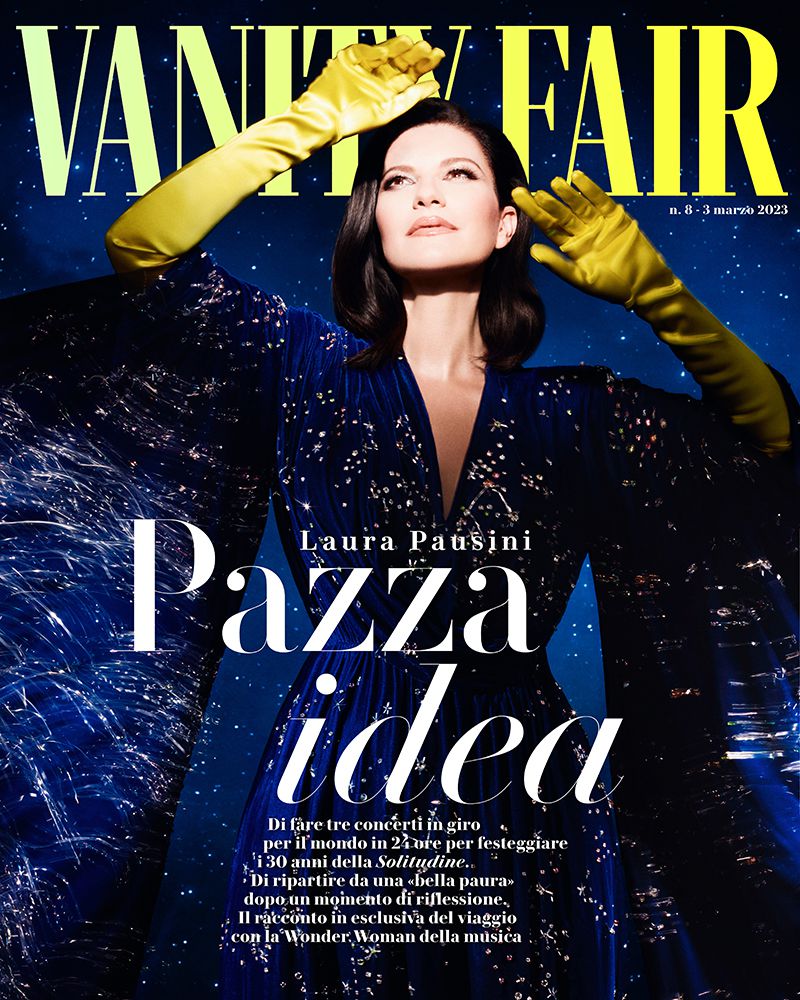 VANITY FAIR
n. 8 - 3 marzo 2023
Laura Pausini
Pazza
idea
Di fare tre concerti in giro
per il mondo in 24 ore per festeggiare
i 30 anni della Solitudine.
Di ripartire da una «bella paura»
dopo un momento di riflessione.
Il racconto in esclusiva del viaggio
con la Wonder Woman della musica